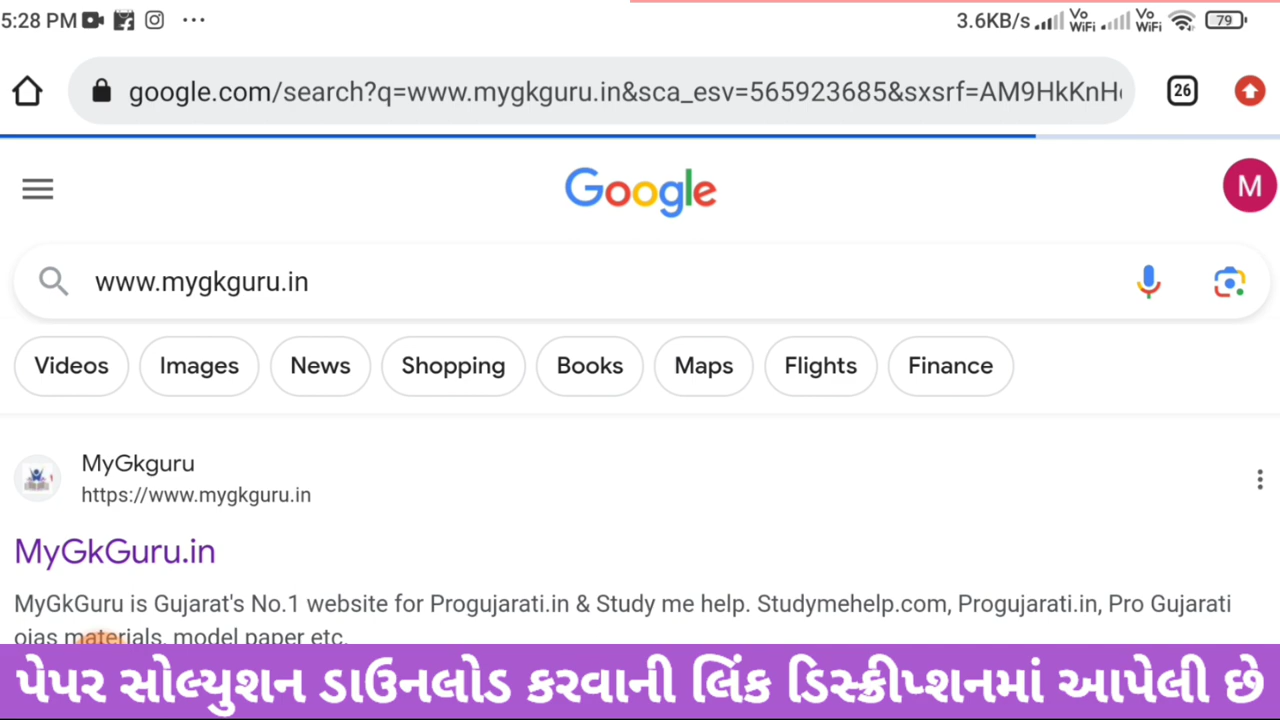 5:28 PM
3.6KB/s Vo WiFi Vo WiFi 79
google.com/search?q=www.mygkguru.in&sca_esv=565923685&sxsrf=AM9HkKnH
26
Google
M
www.mygkguru.in
Videos Images News Shopping Books Maps Flights Finance
MyGkguru
https://www.mygkguru.in
MyGkGuru.in
MyGkGuru is Gujarat's No.1 website for Progujarati.in & Study me help. Studymehelp.com, Progujarati.in, Pro Gujarati
ojas materials, model paper etc.
પેપર સોલ્યુશન ડાઉનલોડ કરવાની લિંક ડિસ્ક્રીપ્શનમાં આપેલી છે